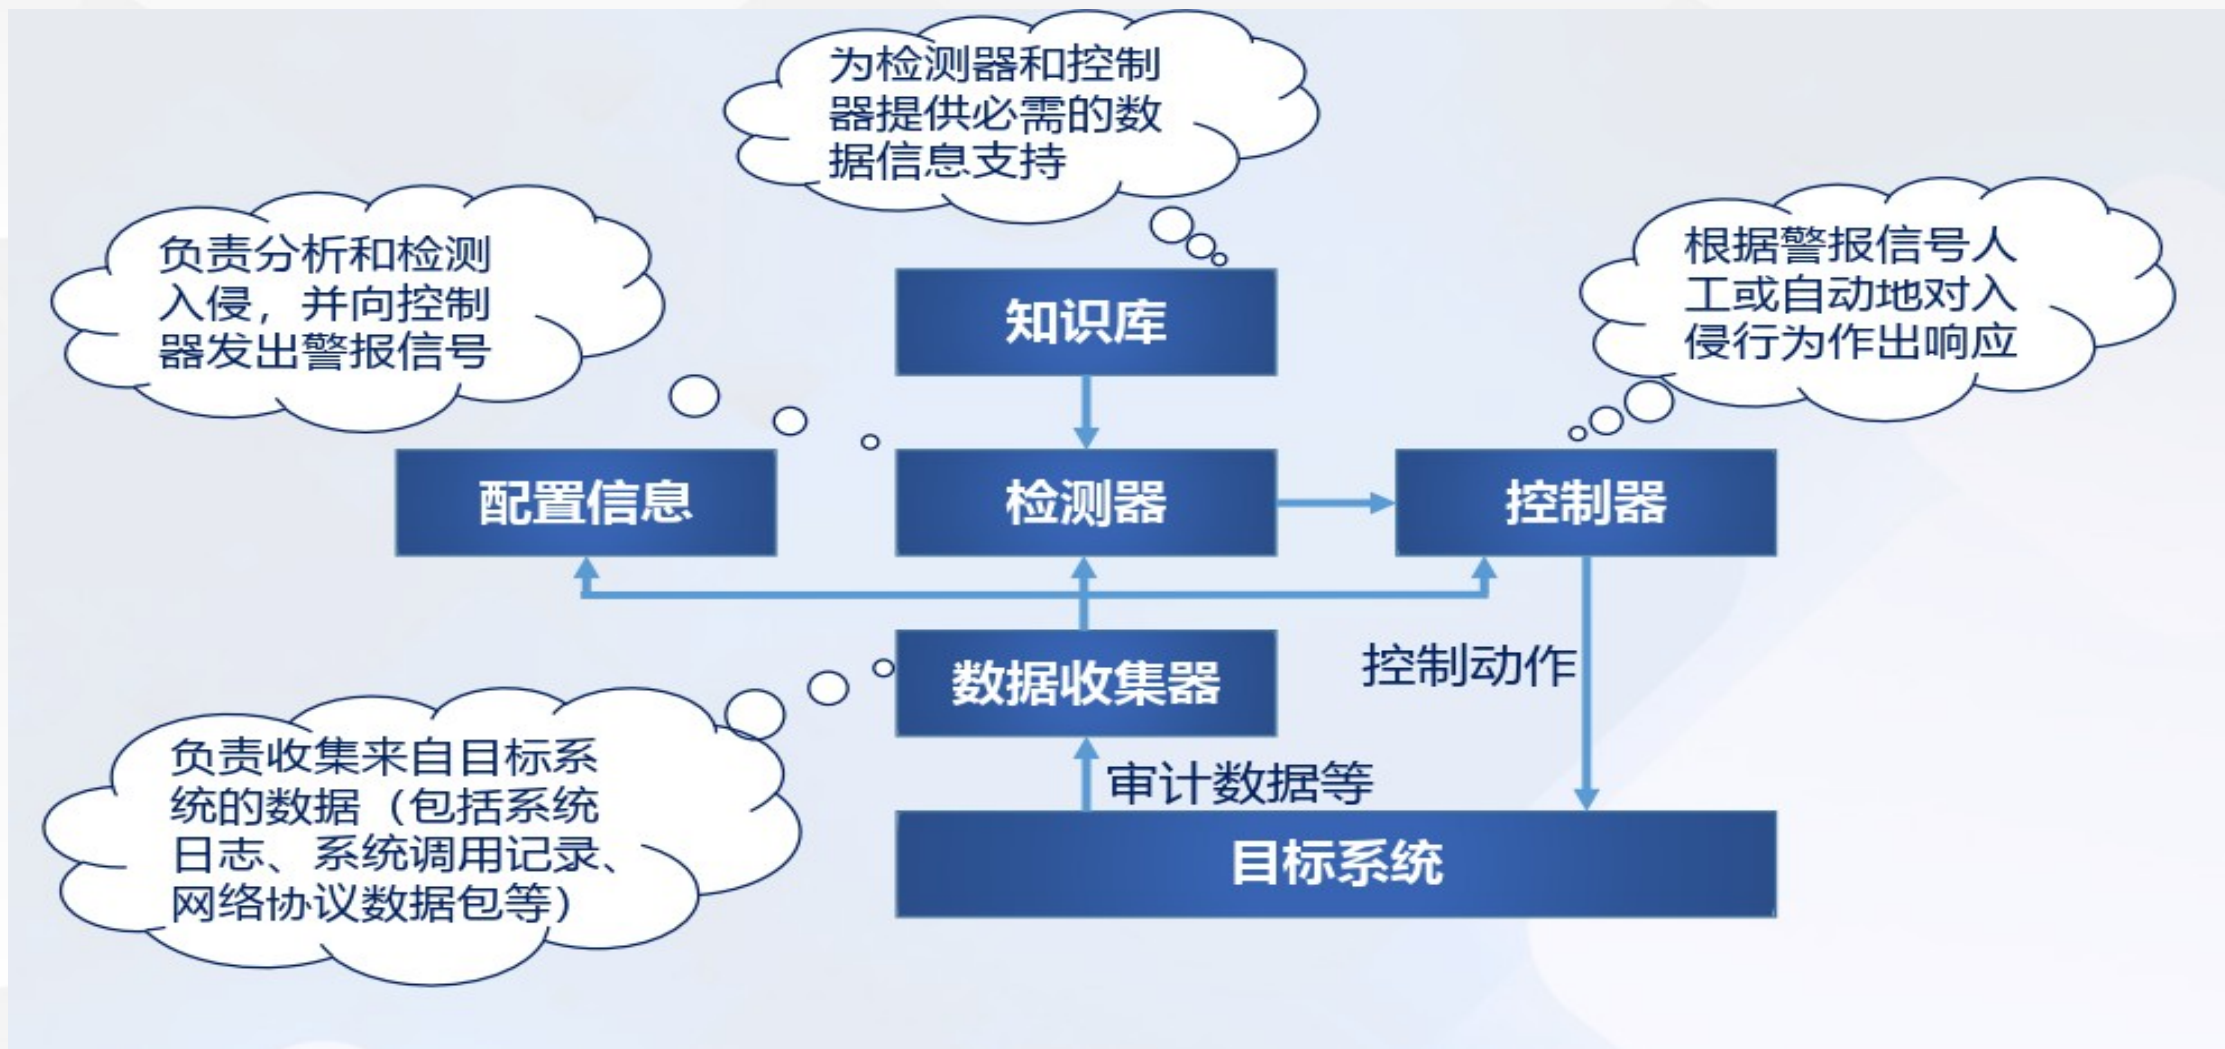 为检测器和控制
器提供必需的数
据信息支持
负责分析和检测
入侵，并向控制
器发出警报信号
根据警报信号人
工或自动地对入
侵行为作出响应
知识库
配置信息
检测器
控制器
数据收集器
控制动作
负责收集来自目标系
统的数据（包括系统
日志、系统调用记录、
网络协议数据包等）
审计数据等
目标系统